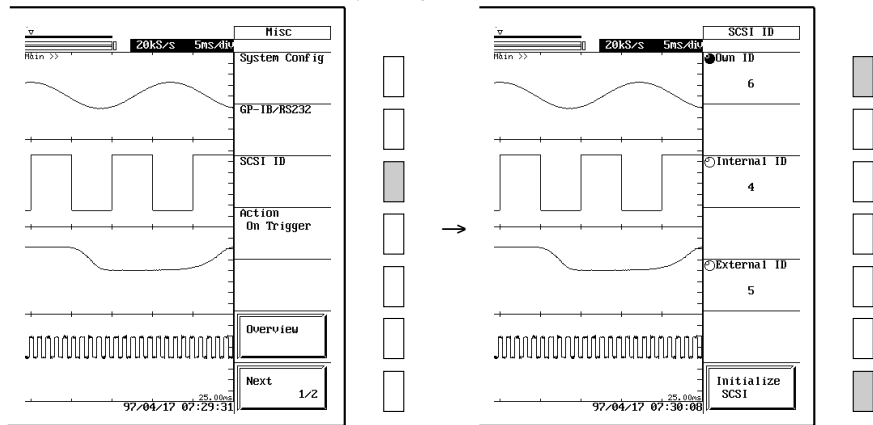 Misc
20kS/s 5ms/div
Main >>
System Config
GP-IB/RS232
SCSI ID
Action
On Trigger
Overview
Next
1/2
25.00ms
97/04/17 07:29:31
→
SCSI ID
20kS/s 5ms/div
Main >>
Own ID
6
Internal ID
4
External ID
5
Initialize
SCSI
25.00ms
97/04/17 07:30:08